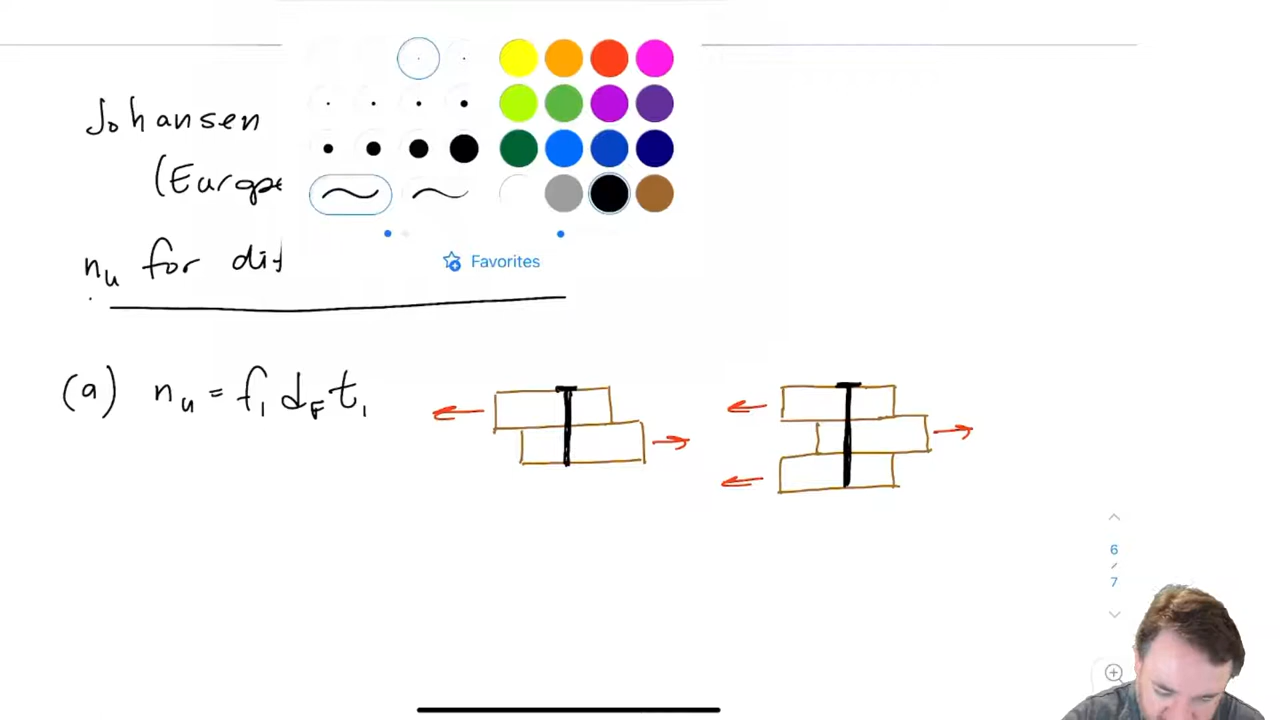 Johansen
(Europe
n_u for dif
Favorites
(a) n_u = f_1 d_F t_1
6
7